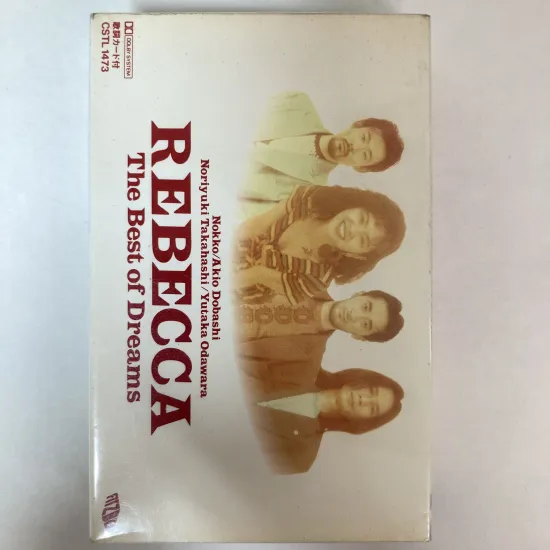 DOLBY SYSTEM
歌詞カード付
CSTL 1473
Nokko/Akio Dobashi
Noriyuki Takahashi/Yutaka Odawara
REBECCA
The Best of Dreams